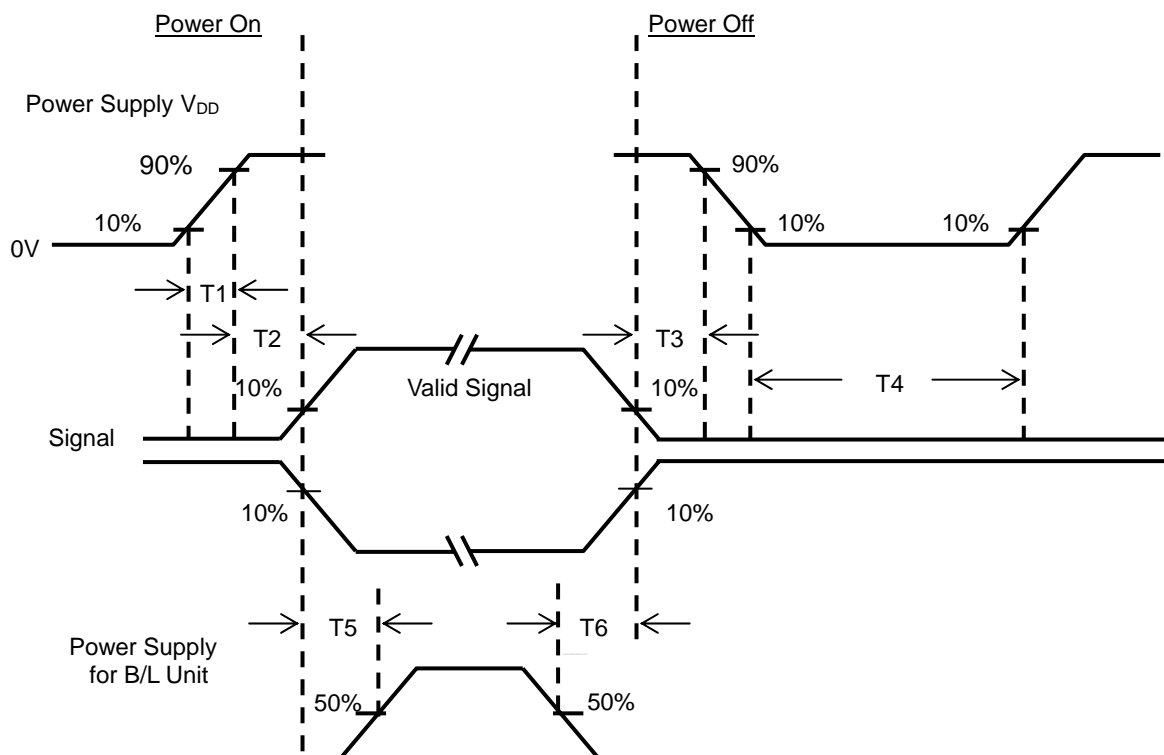 Power On
Power Off
Power Supply VDD
90%
90%
10%
10%
10%
0V
T1
T2
T3
T4
10%
Valid Signal
10%
Signal
10%
10%
T5
T6
Power Supply
for B/L Unit
50%
50%